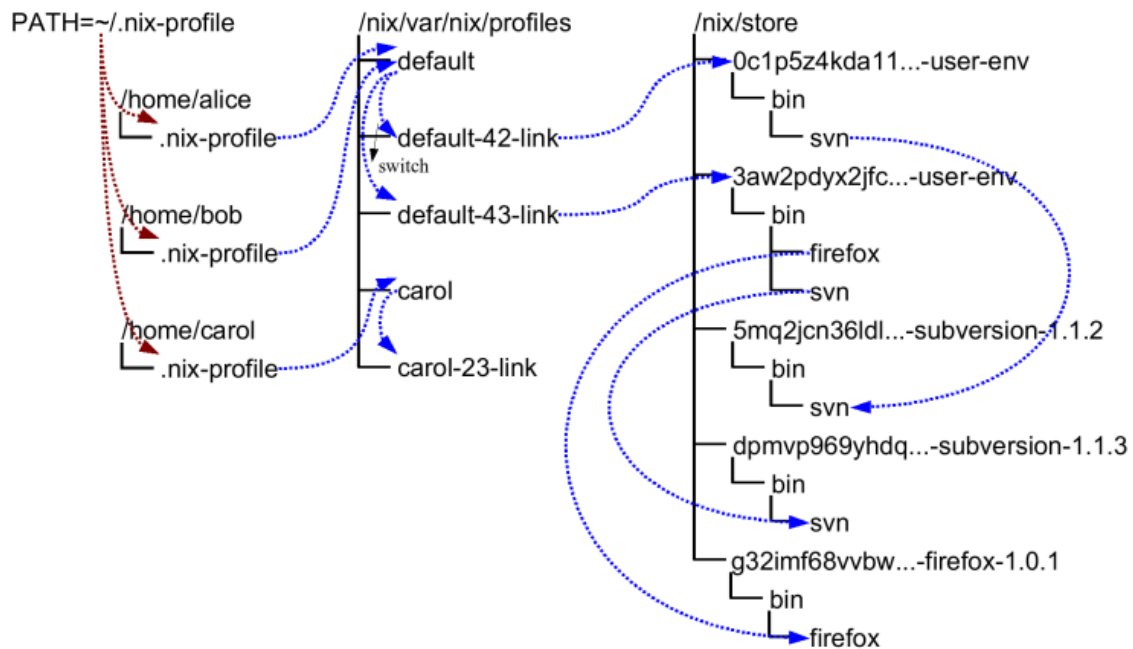 PATH=~/.nix-profile
/home/alice
.nix-profile
/home/bob
.nix-profile
/home/carol
.nix-profile
/nix/var/nix/profiles
default
default-42-link
switch
default-43-link
carol
carol-23-link
/nix/store
0c1p5z4kda11...-user-env
bin
svn
3aw2pdyx2jfc...-user-env
bin
firefox
svn
5mq2jcn36ldl...-subversion-1.1.2
bin
svn
dpmvp969yhdq...-subversion-1.1.3
bin
svn
g32imf68vvbw...-firefox-1.0.1
bin
firefox